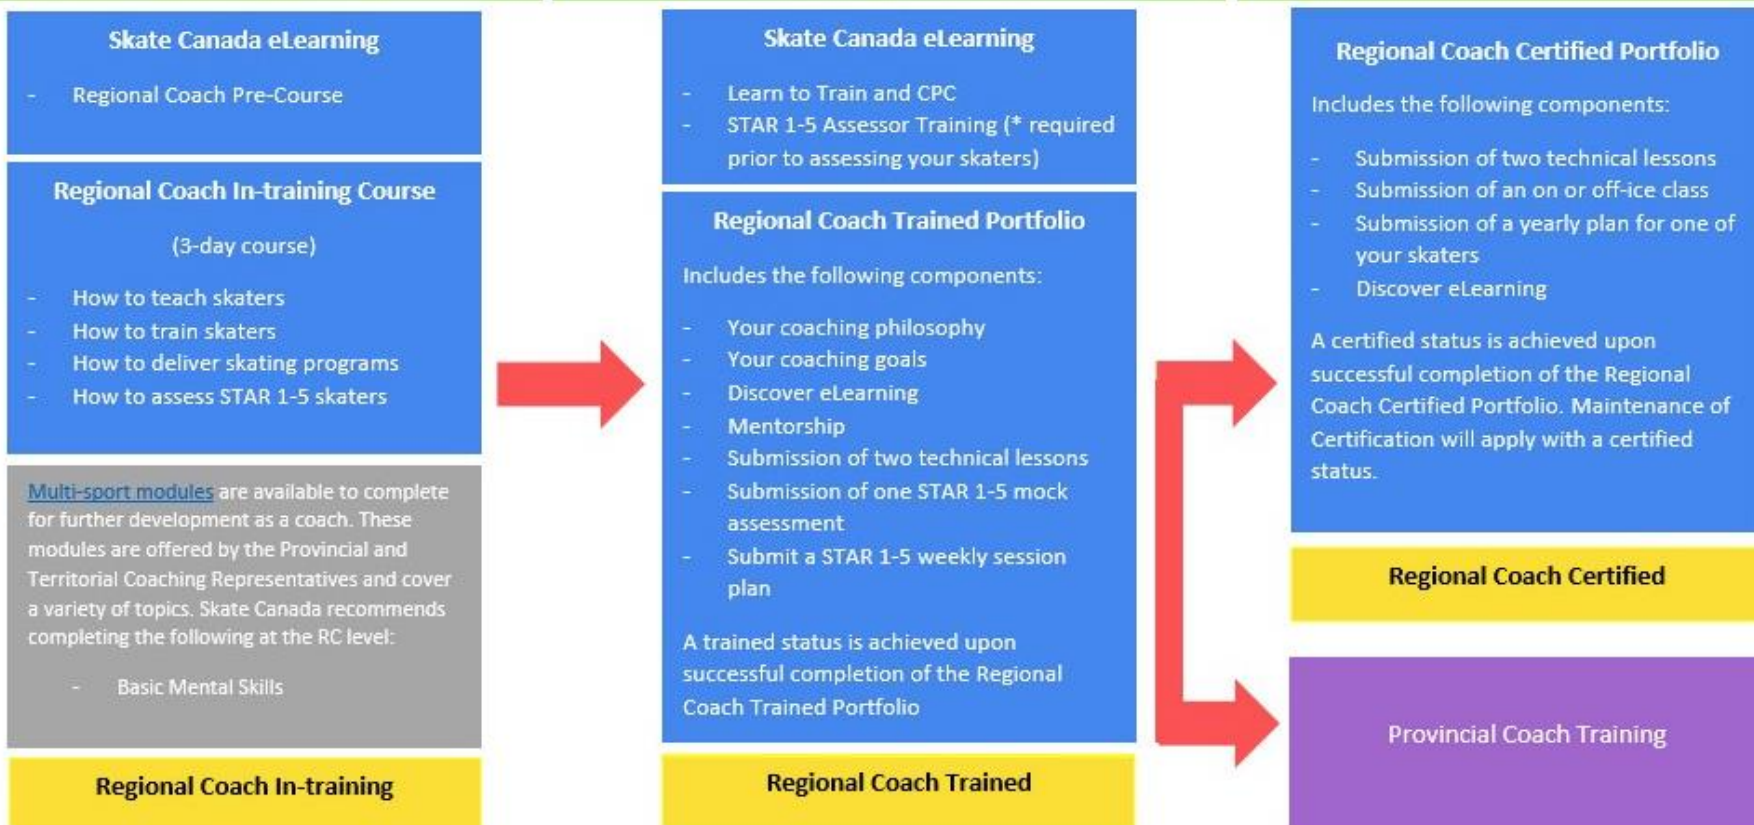 Skate Canada eLearning
- Regional Coach Pre-Course
Regional Coach In-training Course
(3-day course)
- How to teach skaters
- How to train skaters
- How to deliver skating programs
- How to assess STAR 1-5 skaters
Multi-sport modules are available to complete
for further development as a coach. These
modules are offered by the Provincial and
Territorial Coaching Representatives and cover
a variety of topics. Skate Canada recommends
completing the following at the RC level:
- Basic Mental Skills
Regional Coach In-training
Skate Canada eLearning
- Learn to Train and CPC
- STAR 1-5 Assessor Training (* required
prior to assessing your skaters)
Regional Coach Trained Portfolio
Includes the following components:
- Your coaching philosophy
- Your coaching goals
- Discover eLearning
- Mentorship
- Submission of two technical lessons
- Submission of one STAR 1-5 mock
assessment
- Submit a STAR 1-5 weekly session
plan
A trained status is achieved upon
successful completion of the Regional
Coach Trained Portfolio
Regional Coach Trained
Regional Coach Certified Portfolio
Includes the following components:
- Submission of two technical lessons
- Submission of an on or off-ice class
- Submission of a yearly plan for one of
your skaters
- Discover eLearning
A certified status is achieved upon
successful completion of the Regional
Coach Certified Portfolio. Maintenance of
Certification will apply with a certified
status.
Regional Coach Certified
Provincial Coach Training